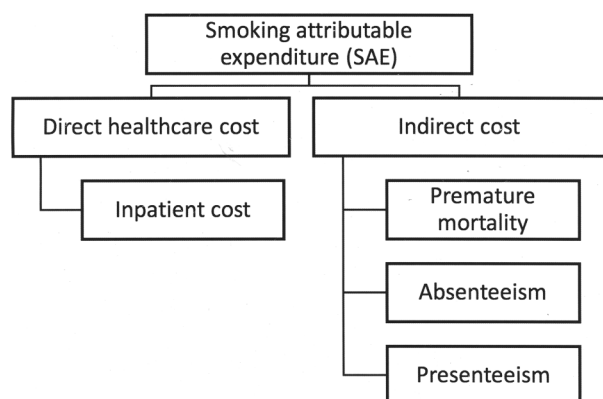 Smoking attributable
expenditure (SAE)
Direct healthcare cost
Indirect cost
Inpatient cost
Premature
mortality
Absenteeism
Presenteeism